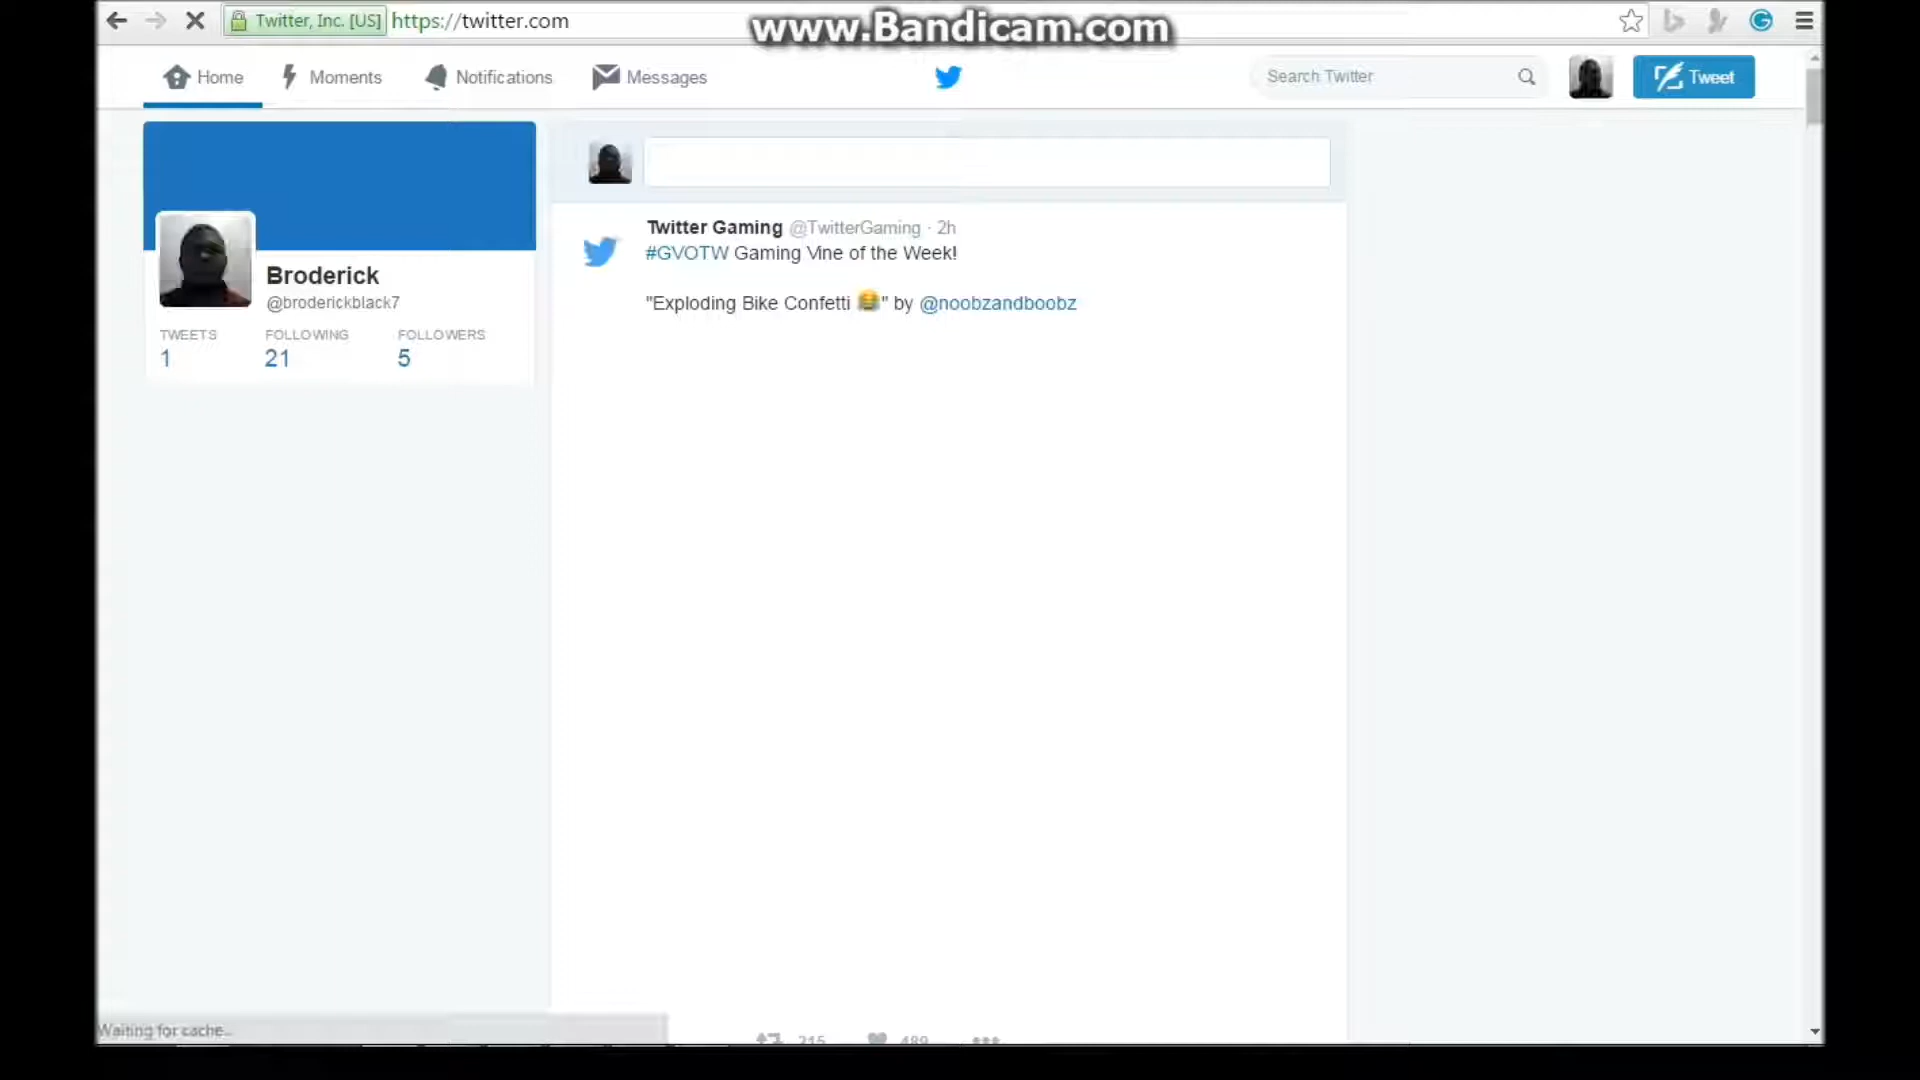 Twitter, Inc. [US] https://twitter.com
www.Bandicam.com
Home Moments Notifications Messages Search Twitter Tweet
Twitter Gaming @TwitterGaming · 2h
#GVOTW Gaming Vine of the Week!
"Exploding Bike Confetti 😂" by @noobzandboobz
Broderick
@broderickblack7
TWEETS FOLLOWING FOLLOWERS
1 21 5
Waiting for cache...
215 489